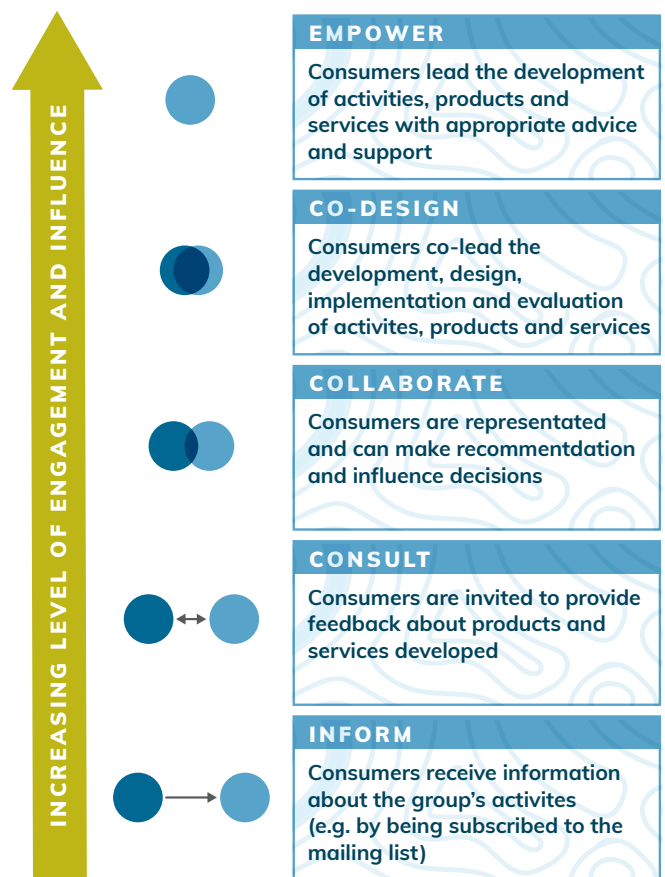 INCREASING LEVEL OF ENGAGEMENT AND INFLUENCE
EMPOWER
Consumers lead the development
of activities, products and
services with appropriate advice
and support
CO-DESIGN
Consumers co-lead the
development, design,
implementation and evaluation
of activites, products and services
COLLABORATE
Consumers are representated
and can make recommentdation
and influence decisions
CONSULT
Consumers are invited to provide
feedback about products and
services developed
INFORM
Consumers receive information
about the group's activites
(e.g. by being subscribed to the
mailing list)